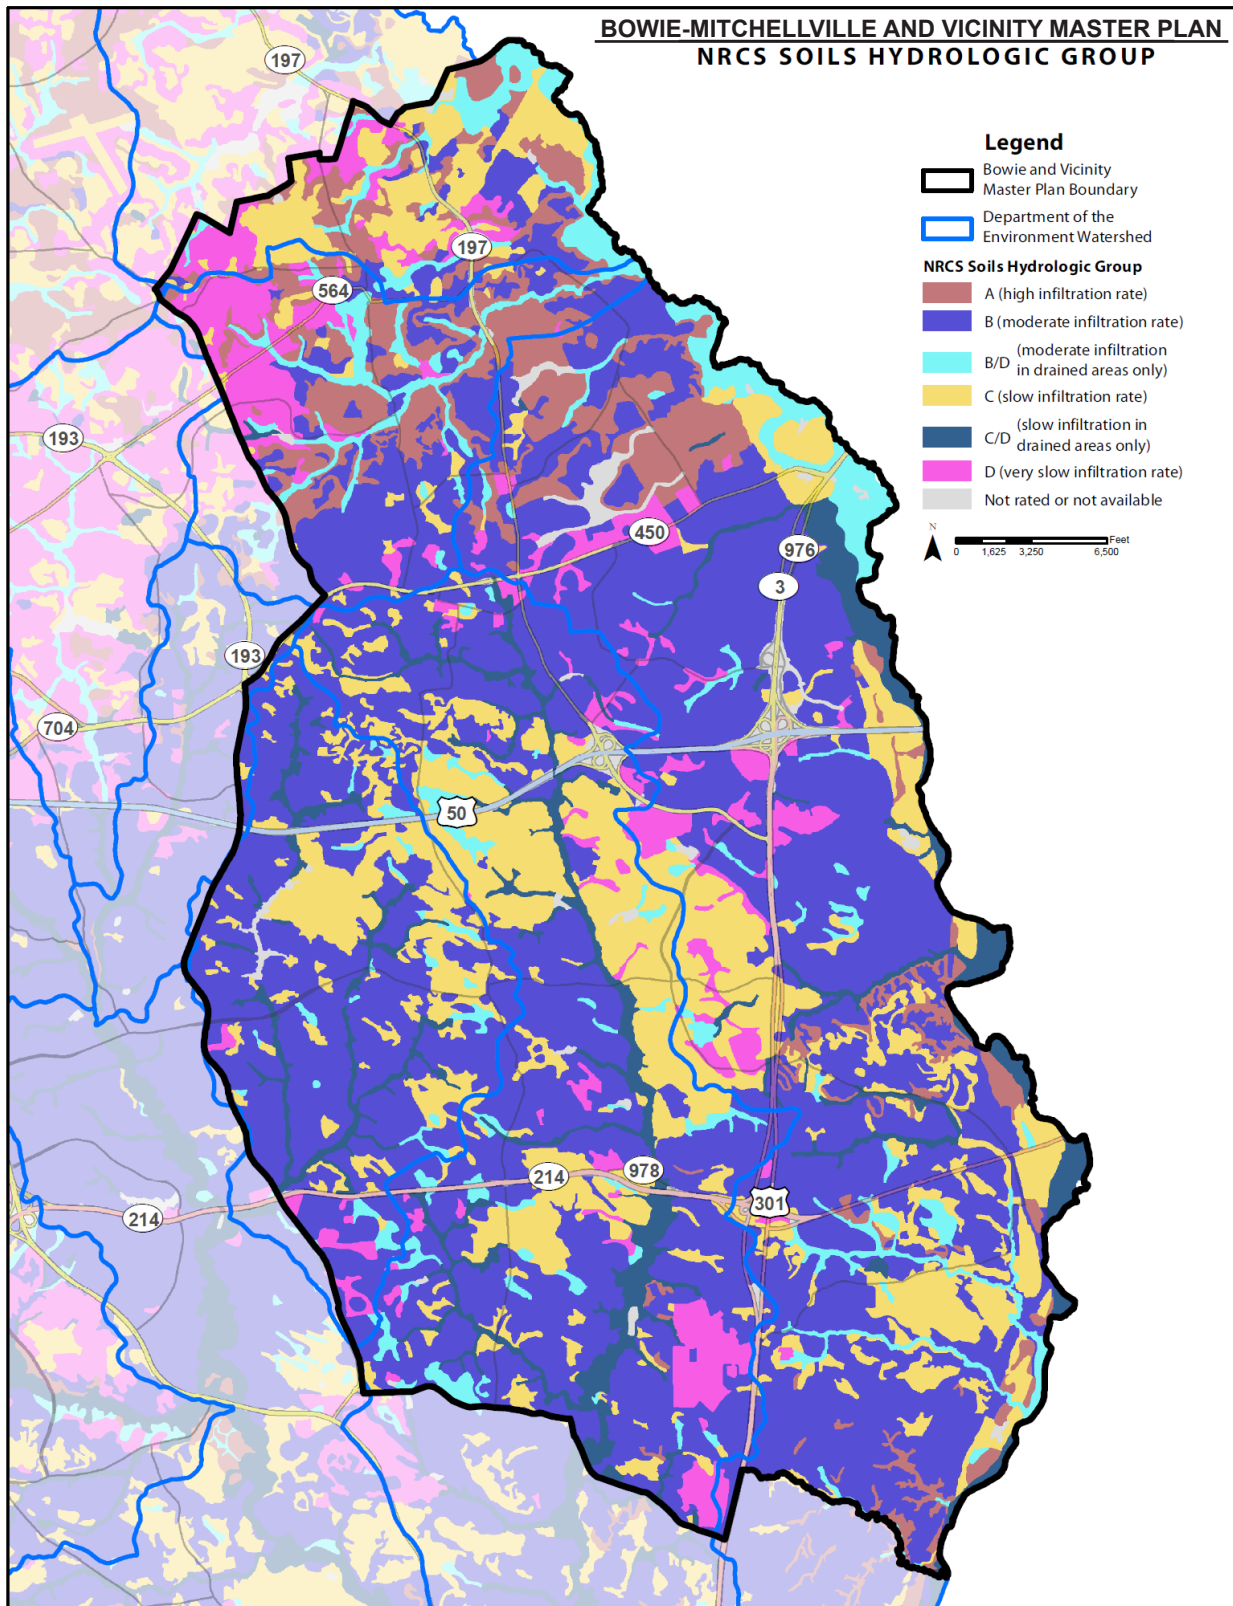 BOWIE-MITCHELLVILLE AND VICINITY MASTER PLAN
NRCS SOILS HYDROLOGIC GROUP
Legend
Bowie and Vicinity
Master Plan Boundary
Department of the
Environment Watershed
NRCS Soils Hydrologic Group
A (high infiltration rate)
B (moderate infiltration rate)
B/D (moderate infiltration
in drained areas only)
C (slow infiltration rate)
C/D (slow infiltration in
drained areas only)
D (very slow infiltration rate)
Not rated or not available
N
Feet
0 1,625 3,250 6,500
197
197
564
193
450
976
3
193
704
50
214
978
301
214